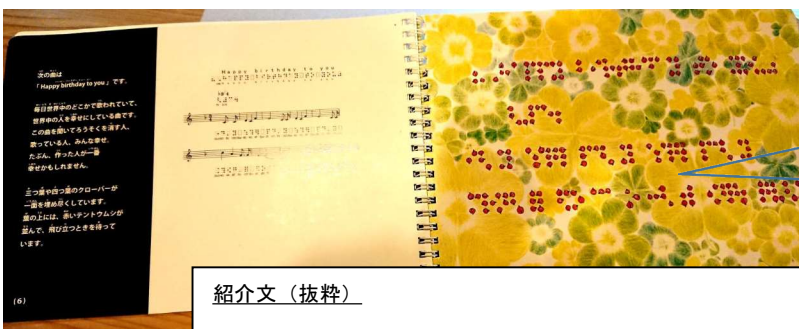 次の曲は
「Happy birthday to you」です。
毎日世界中のどこかで歌われていて、
世界中の人を幸せにしている曲です。
この曲を聞いてろうそくを消す人、
歌っている人、みんな幸せ。
たぶん、作った人が一番
幸せかもしれません。
三つ葉や四つ葉のクローバーが
一面を埋め尽くしています。
葉の上には、赤いテントウムシが
並んで、飛び立つときを待って
います。
(6)
Happy birthday to you
紹介文（抜粋）